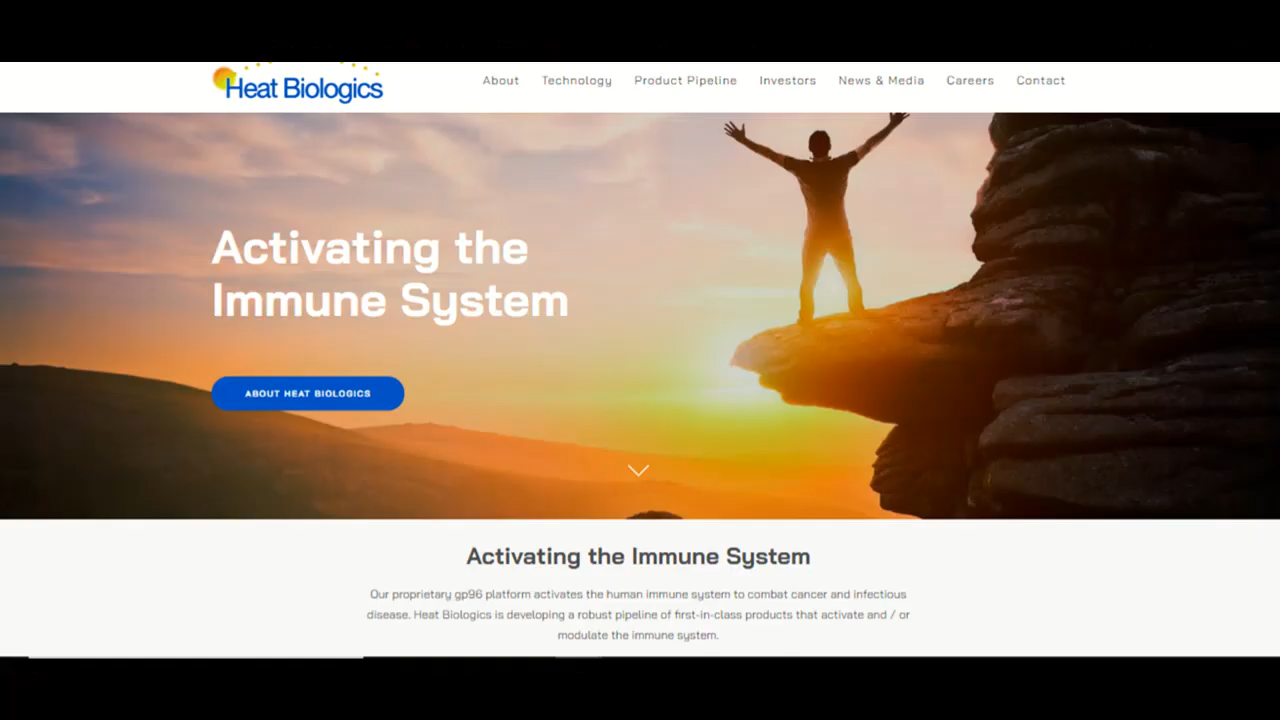 Heat Biologics
About Technology Product Pipeline Investors News & Media Careers Contact
Activating the
Immune System
ABOUT HEAT BIOLOGICS
Activating the Immune System
Our proprietary gp96 platform activates the human immune system to combat cancer and infectious
disease. Heat Biologics is developing a robust pipeline of first-in-class products that activate and / or
modulate the immune system.